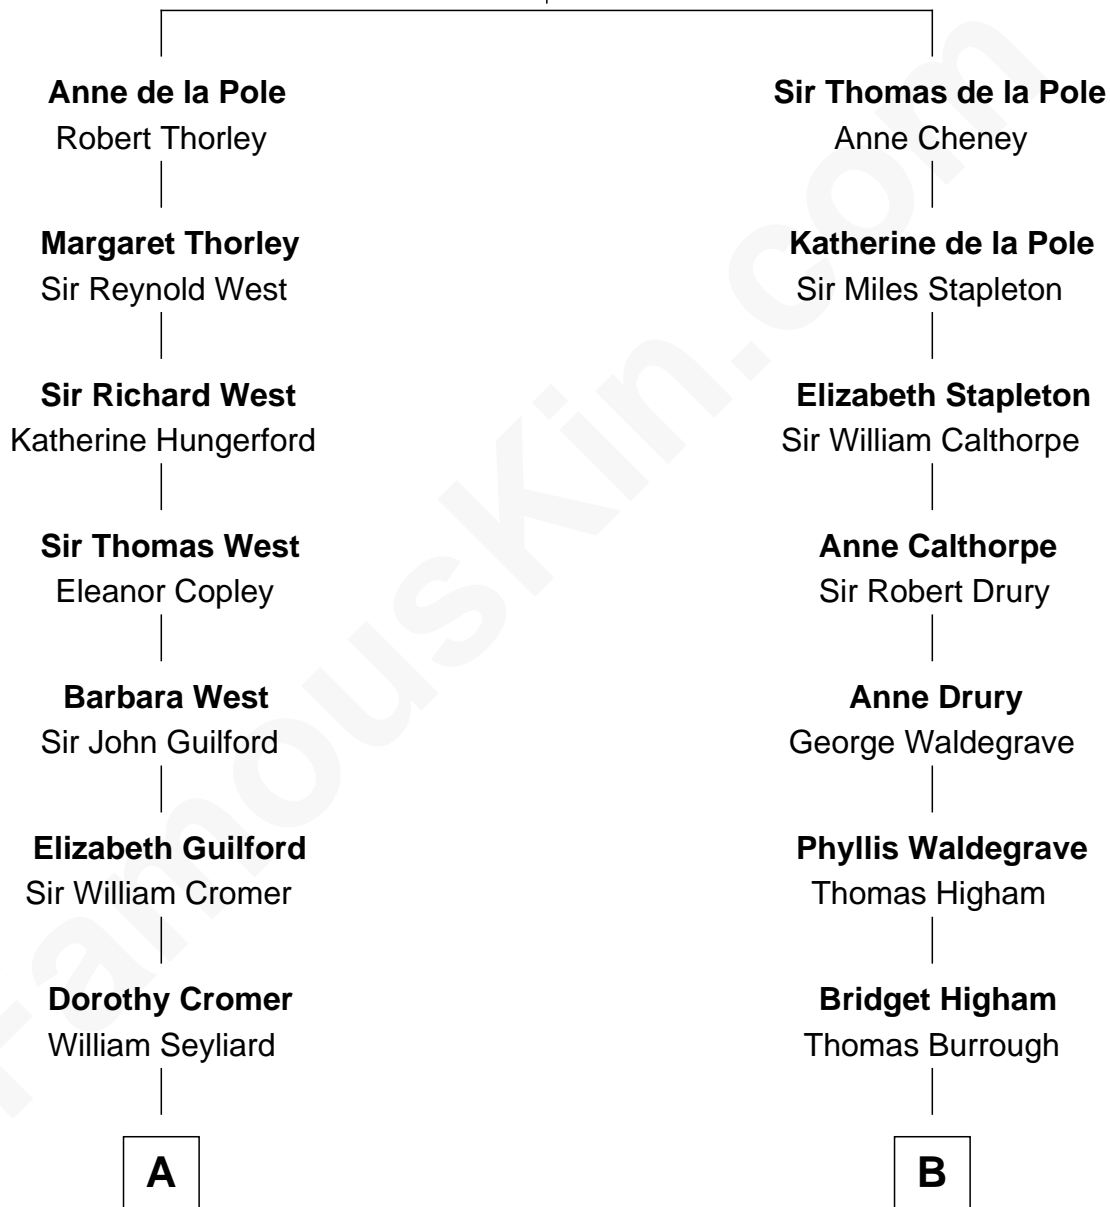 Anne de la Pole
Robert Thorley
Margaret Thorley
Sir Reynold West
Sir Richard West
Katherine Hungerford
Sir Thomas West
Eleanor Copley
Barbara West
Sir John Guilford
Elizabeth Guilford
Sir William Cromer
Dorothy Cromer
William Seyliard
A
Sir Thomas de la Pole
Anne Cheney
Katherine de la Pole
Sir Miles Stapleton
Elizabeth Stapleton
Sir William Calthorpe
Anne Calthorpe
Sir Robert Drury
Anne Drury
George Waldegrave
Phyllis Waldegrave
Thomas Higham
Bridget Higham
Thomas Burrough
B
FamousKin.com